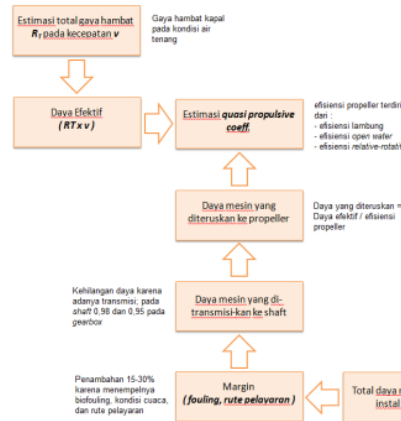 Estimasi total gaya hambat
R_T pada kecepatan v
Gaya hambat kapal
pada kondisi air
tenang
Daya Efektif
( RT x v )
Estimasi quasi propulsive
coeff.
efisiensi propeller terdiri
dari :
- efisiensi lambung
- efisiensi open water
- efisiensi relative-rotati
Daya mesin yang
diteruskan ke propeller
Daya yang diteruskan =
Daya efektif / efisiensi
propeller
Kehilangan daya karena
adanya transmisi; pada
shaft 0,98 dan 0,95 pada
gearbox
Daya mesin yang di-
transmisi-kan ke shaft
Penambahan 15-30%
karena menempelnya
biofouling, kondisi cuaca,
dan rute pelayaran
Margin
( fouling, rute pelayaran )
Total daya
instal